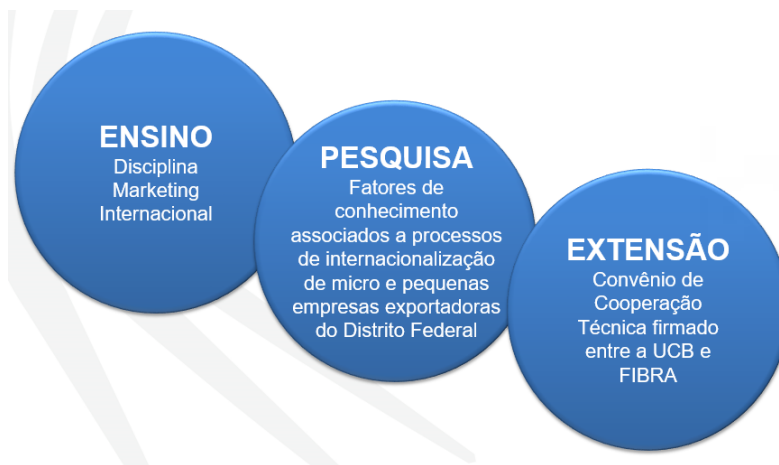 ENSINO
Disciplina
Marketing
Internacional
PESQUISA
Fatores de
conhecimento
associados a processos
de internacionalização
de micro e pequenas
empresas exportadoras
do Distrito Federal
EXTENSÃO
Convênio de
Cooperação
Técnica firmado
entre a UCB e
FIBRA